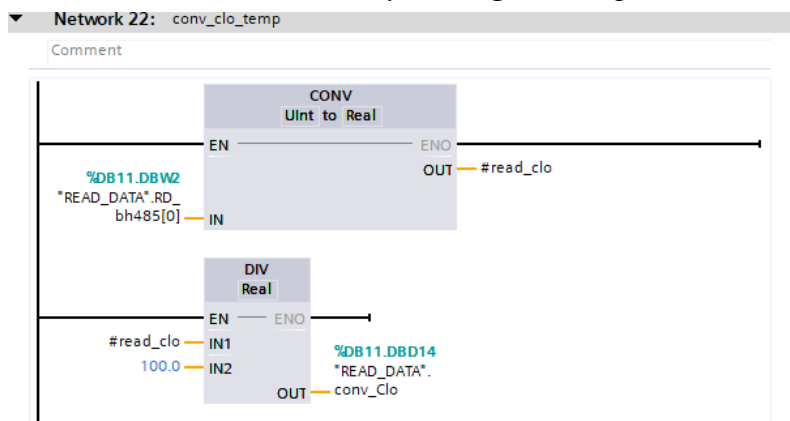 Network 22: conv_clo_temp
Comment
CONV
UInt to Real
EN ENO
%DB11.DBW2
"READ_DATA".RD_
bh485[0]
IN
OUT
#read_clo
DIV
Real
EN ENO
#read_clo
IN1
100.0
IN2
OUT
%DB11.DBD14
"READ_DATA".
conv_Clo